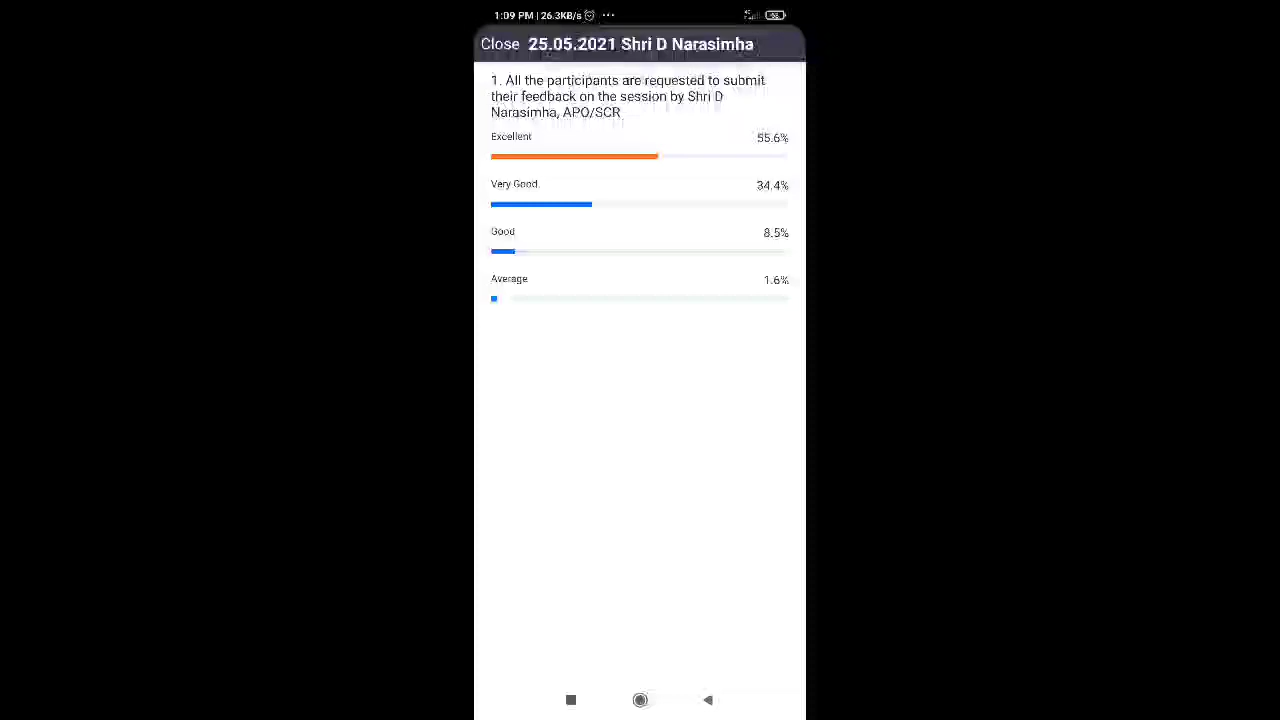 1:09 PM | 26.3KB/s
Close 25.05.2021 Shri D Narasimha
1. All the participants are requested to submit
their feedback on the session by Shri D
Narasimha, APO/SCR
Excellent 55.6%
Very Good. 34.4%
Good 8.5%
Average 1.6%